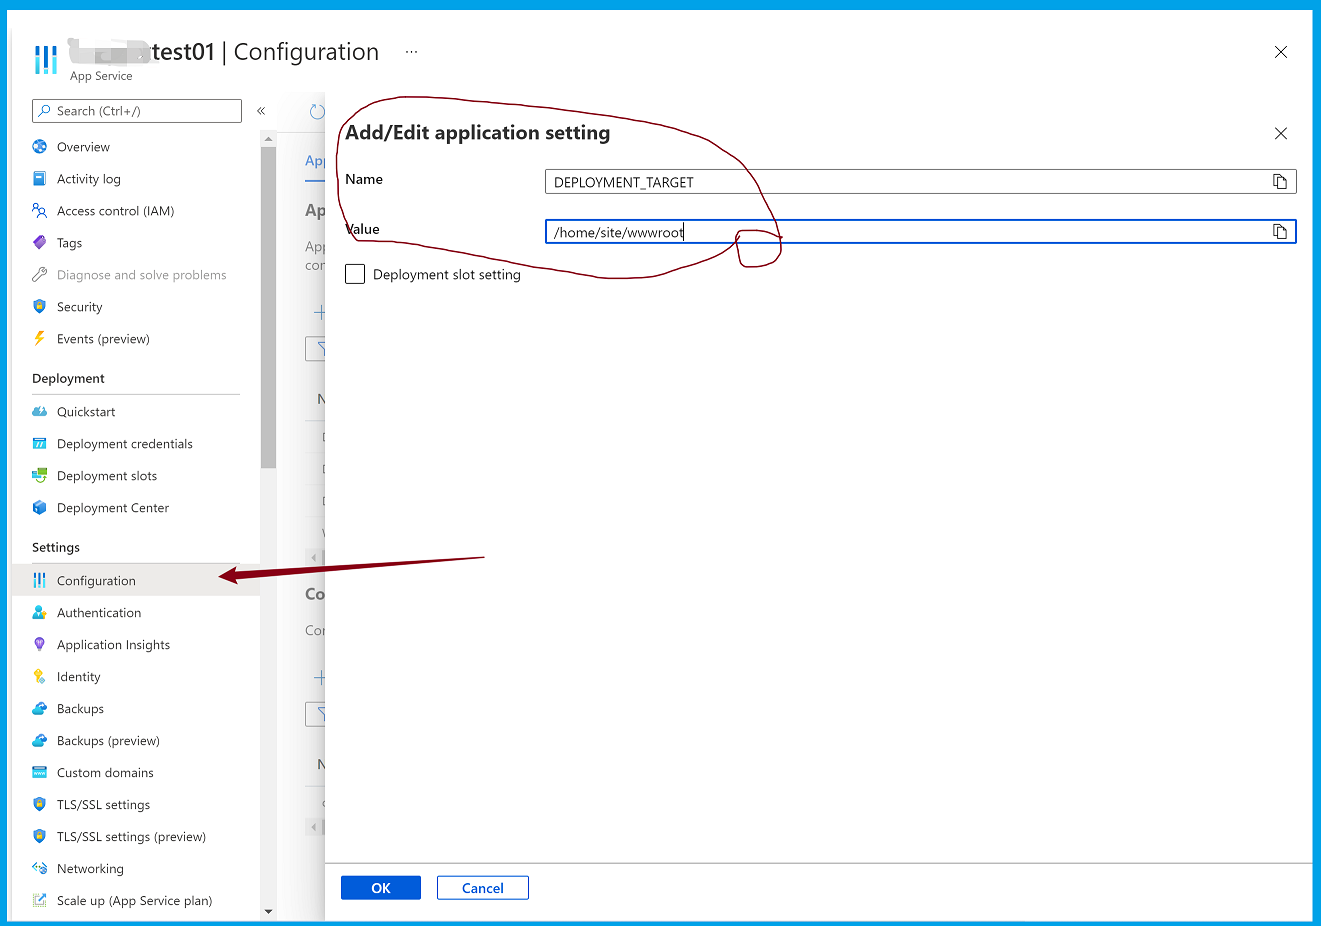 test01 | Configuration ...
App Service
Search (Ctrl+/)
«
Overview
Activity log
Access control (IAM)
Tags
Diagnose and solve problems
Security
Events (preview)
Deployment
Quickstart
Deployment credentials
Deployment slots
Deployment Center
Settings
Configuration
Authentication
Application Insights
Identity
Backups
Backups (preview)
Custom domains
TLS/SSL settings
TLS/SSL settings (preview)
Networking
Scale up (App Service plan)
Add/Edit application setting
Name
DEPLOYMENT_TARGET
Value
/home/site/wwwroot
Deployment slot setting
OK
Cancel